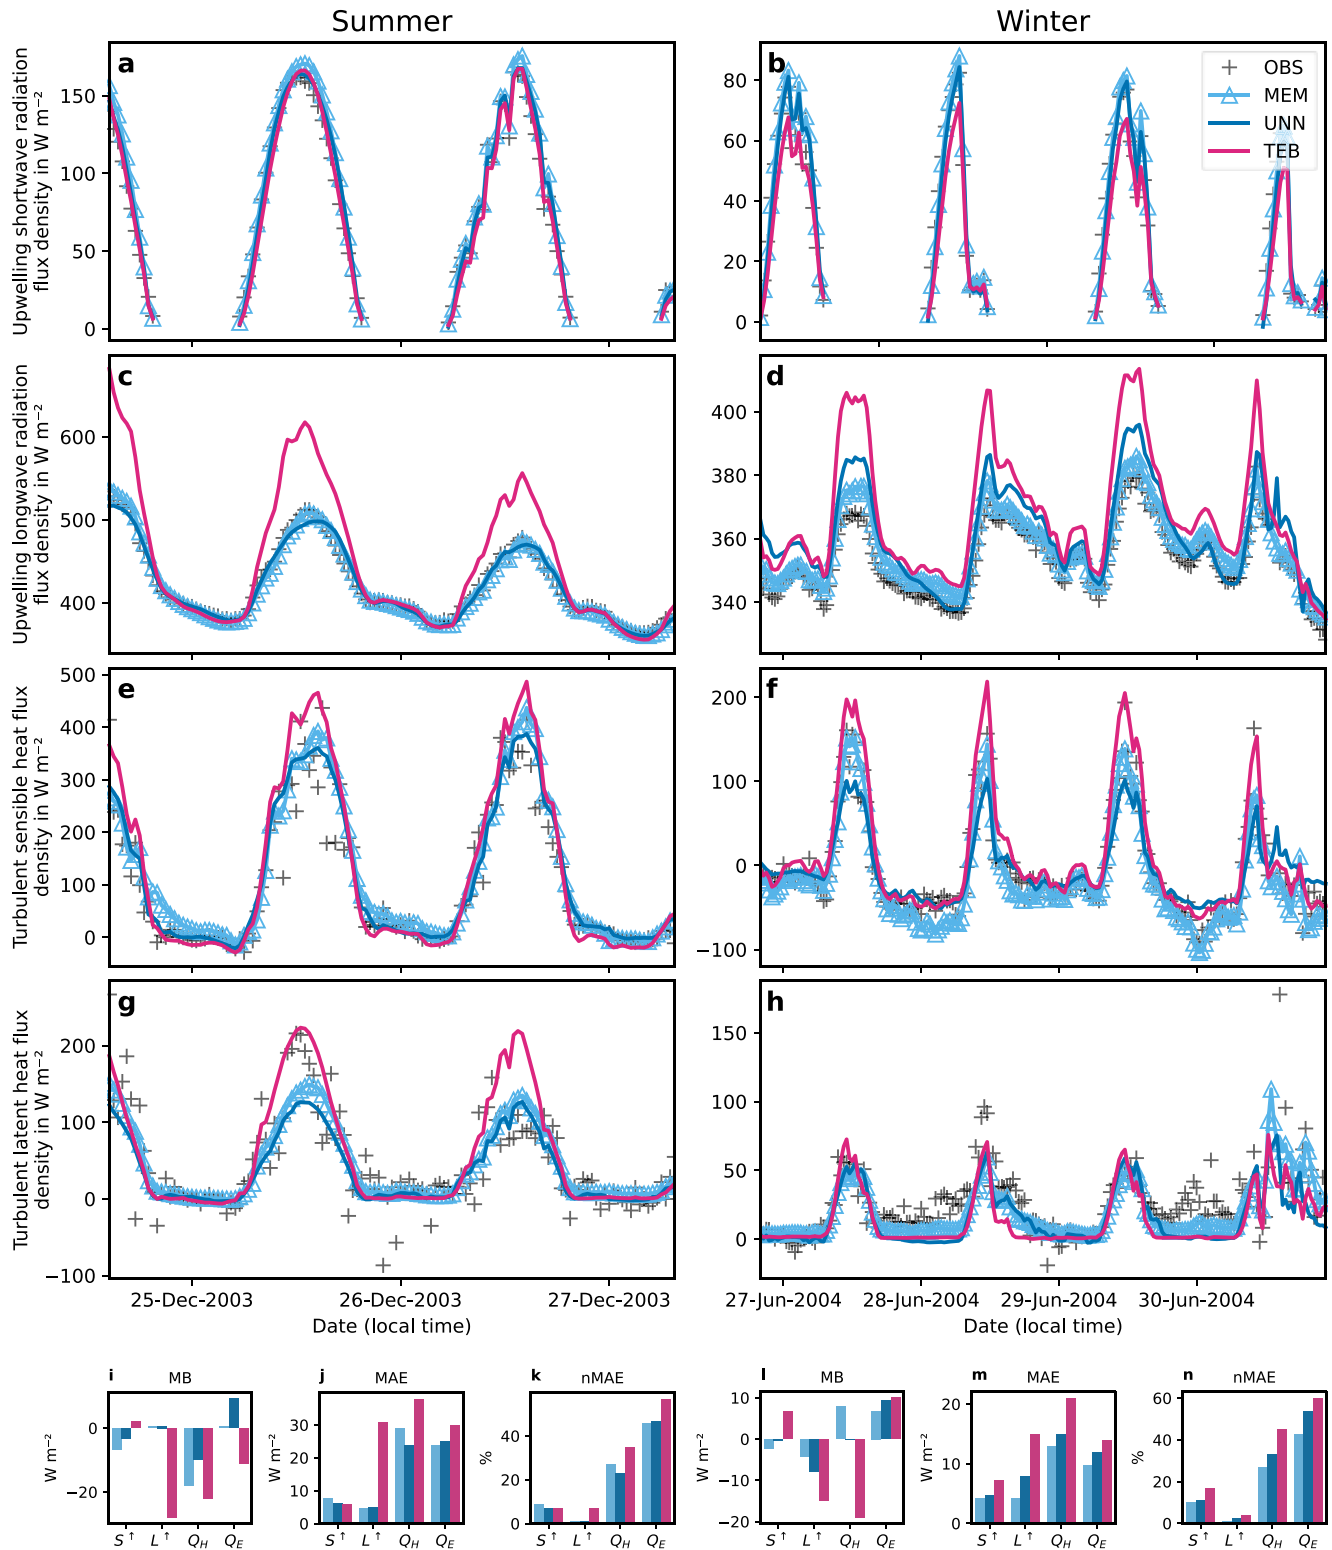 Summer
Winter
a
Upwelling shortwave radiation
flux density in W m⁻²
150
100
50
0
b
80
60
40
20
0
OBS
MEM
UNN
TEB
c
Upwelling longwave radiation
flux density in W m⁻²
600
500
400
d
400
380
360
340
e
Turbulent sensible heat flux
density in W m⁻²
500
400
300
200
100
0
f
200
100
0
−100
g
Turbulent latent heat flux
density in W m⁻²
200
100
0
−100
25-Dec-2003
26-Dec-2003
27-Dec-2003
Date (local time)
h
150
100
50
0
27-Jun-2004
28-Jun-2004
29-Jun-2004
30-Jun-2004
Date (local time)
i
MB
W m⁻²
0
−20
S↑ L↑ Q_H Q_E
j
MAE
W m⁻²
30
20
10
0
S↑ L↑ Q_H Q_E
k
nMAE
%
40
20
0
S↑ L↑ Q_H Q_E
l
MB
W m⁻²
10
0
−10
−20
S↑ L↑ Q_H Q_E
m
MAE
W m⁻²
20
10
0
S↑ L↑ Q_H Q_E
n
nMAE
%
60
40
20
0
S↑ L↑ Q_H Q_E